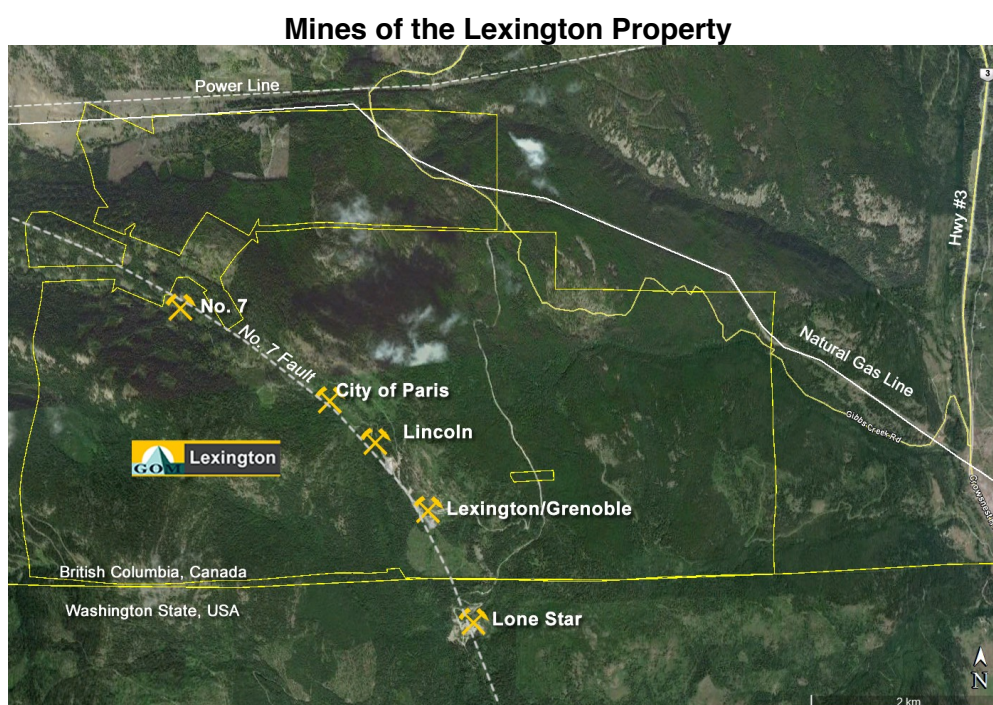 Mines of the Lexington Property
Power Line
3
Hwy #3
No. 7
No. 7 Fault
City of Paris
Natural Gas Line
Lincoln
Gibbs Creek Rd
GOM Lexington
Crowsnest
Lexington/Grenoble
British Columbia, Canada
Washington State, USA
Lone Star
N
2 km